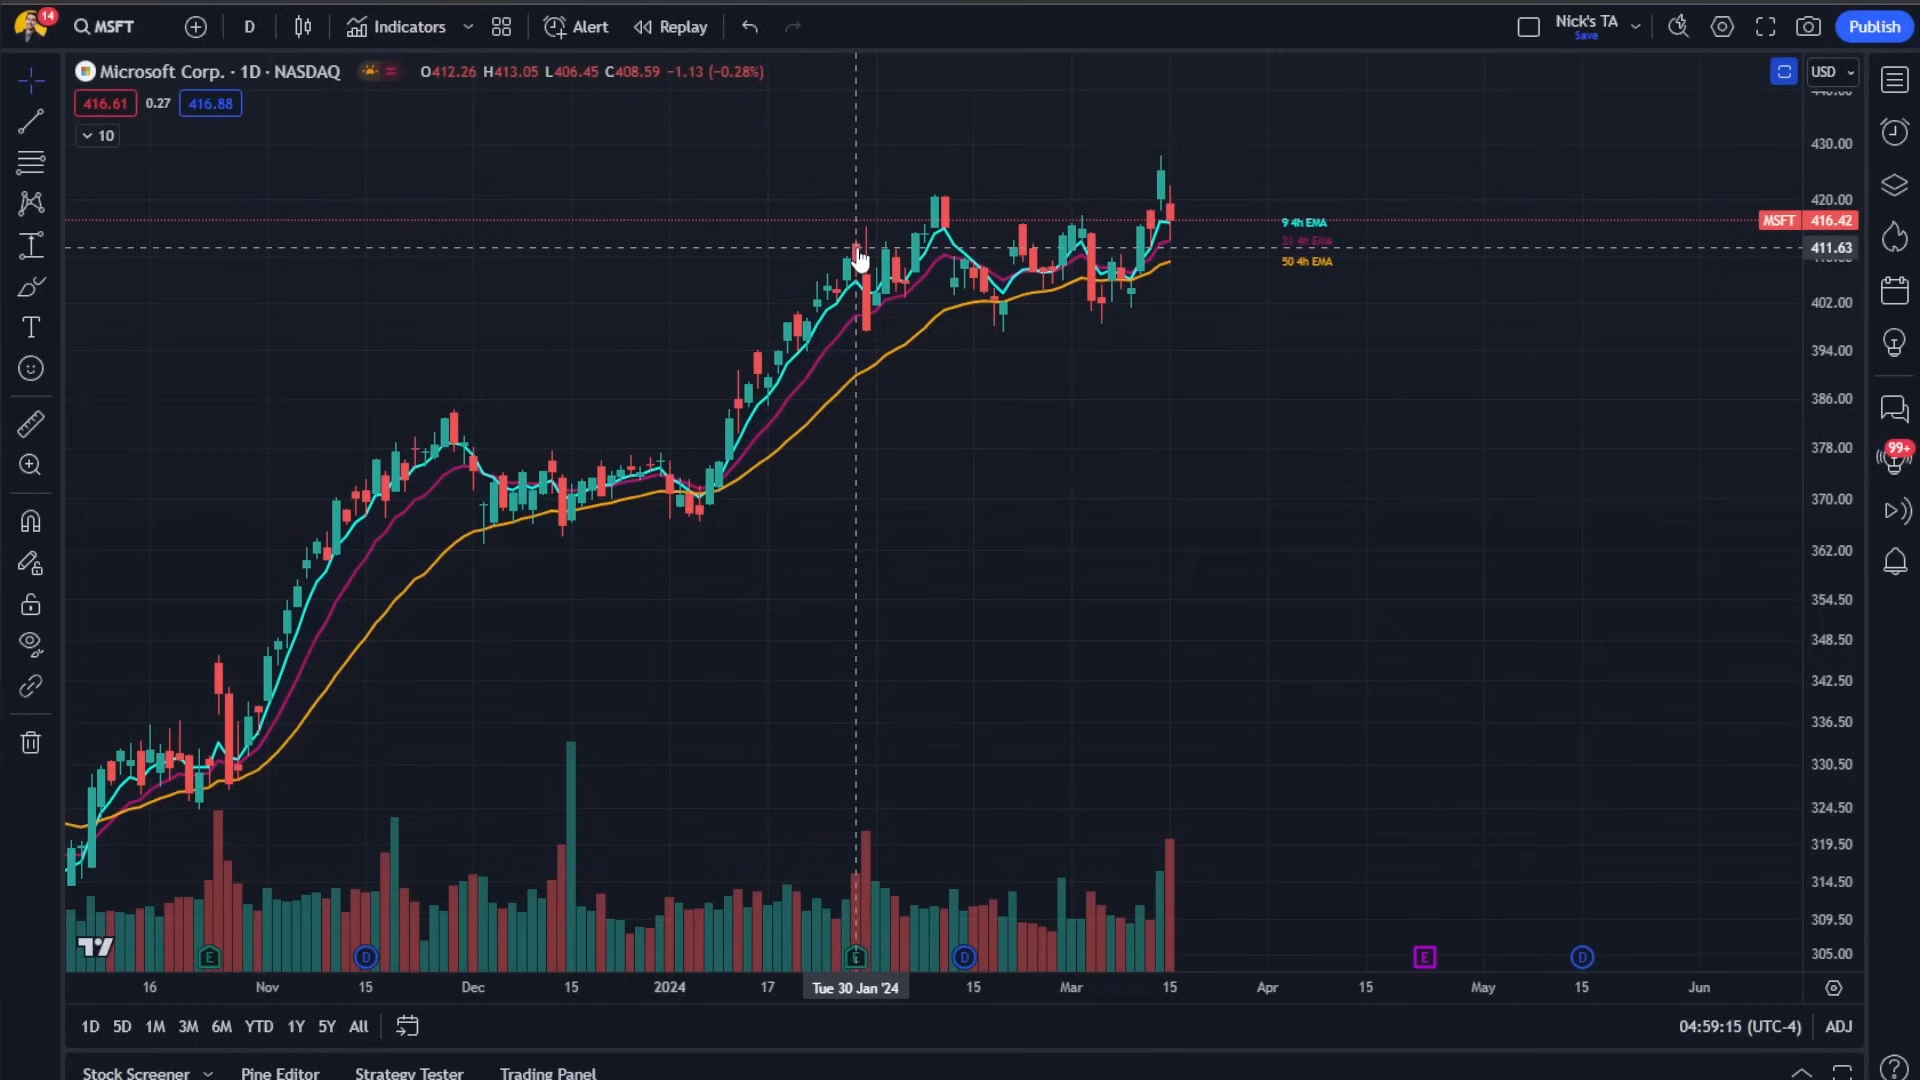 14
MSFT
D
Indicators
Alert
Replay
Nick's TA
Save
Publish
Microsoft Corp. · 1D · NASDAQ
O412.26 H413.05 L406.45 C408.59 −1.13 (−0.28%)
USD
416.61
0.27
416.88
10
430.00
420.00
9 4h EMA
MSFT 416.42
21 4h EMA
411.63
50 4h EMA
402.00
394.00
386.00
378.00
99+
370.00
362.00
354.50
348.50
342.50
336.50
330.50
324.50
319.50
314.50
309.50
305.00
E
D
E
D
E
D
16
Nov
15
Dec
15
2024
17
Tue 30 Jan '24
15
Mar
15
Apr
15
May
15
Jun
1D 5D 1M 3M 6M YTD 1Y 5Y All
04:59:15 (UTC-4)
ADJ
Stock Screener
Pine Editor
Strategy Tester
Trading Panel